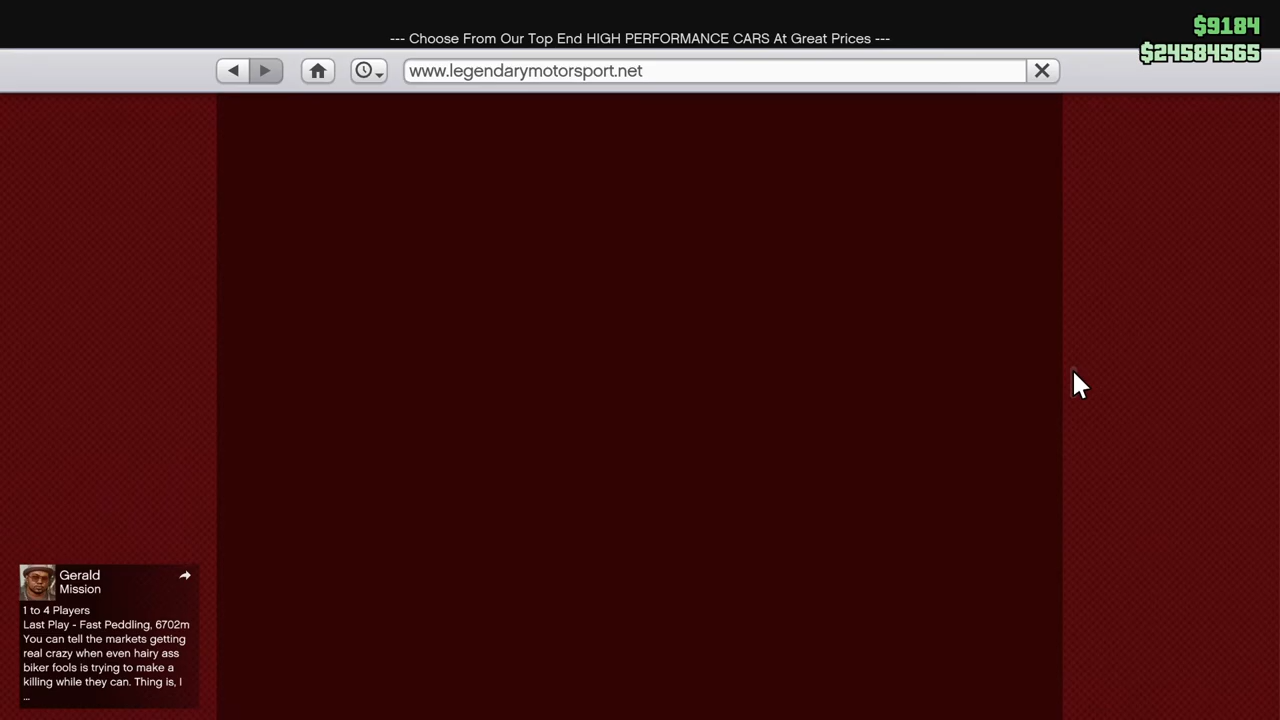 --- Choose From Our Top End HIGH PERFORMANCE CARS At Great Prices ---
$9184
$24584565
www.legendarymotorsport.net
Gerald
Mission
1 to 4 Players
Last Play - Fast Peddling, 6702m
You can tell the markets getting
real crazy when even hairy ass
biker fools is trying to make a
killing while they can. Thing is, I
...